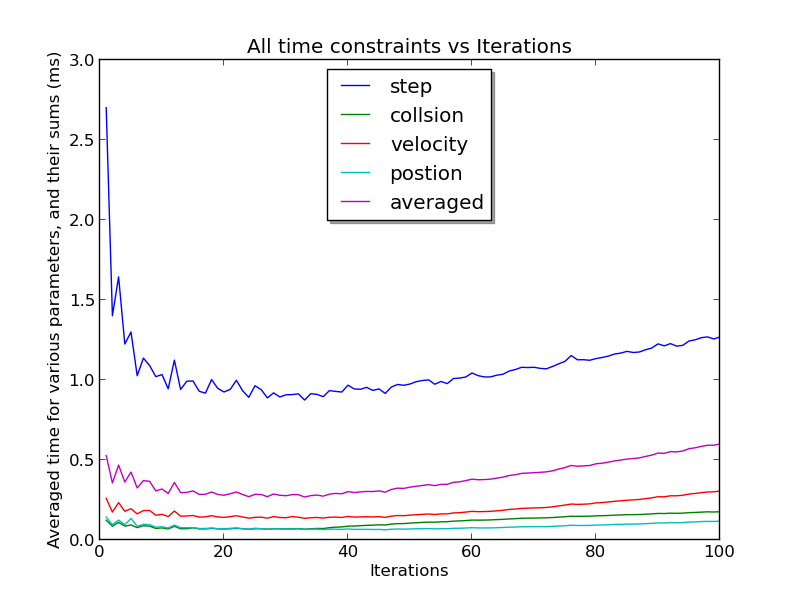 All time constraints vs Iterations
Averaged time for various parameters, and their sums (ms)
3.0
2.5
2.0
1.5
1.0
0.5
0.0
step
collsion
velocity
postion
averaged
0 20 40 60 80 100
Iterations